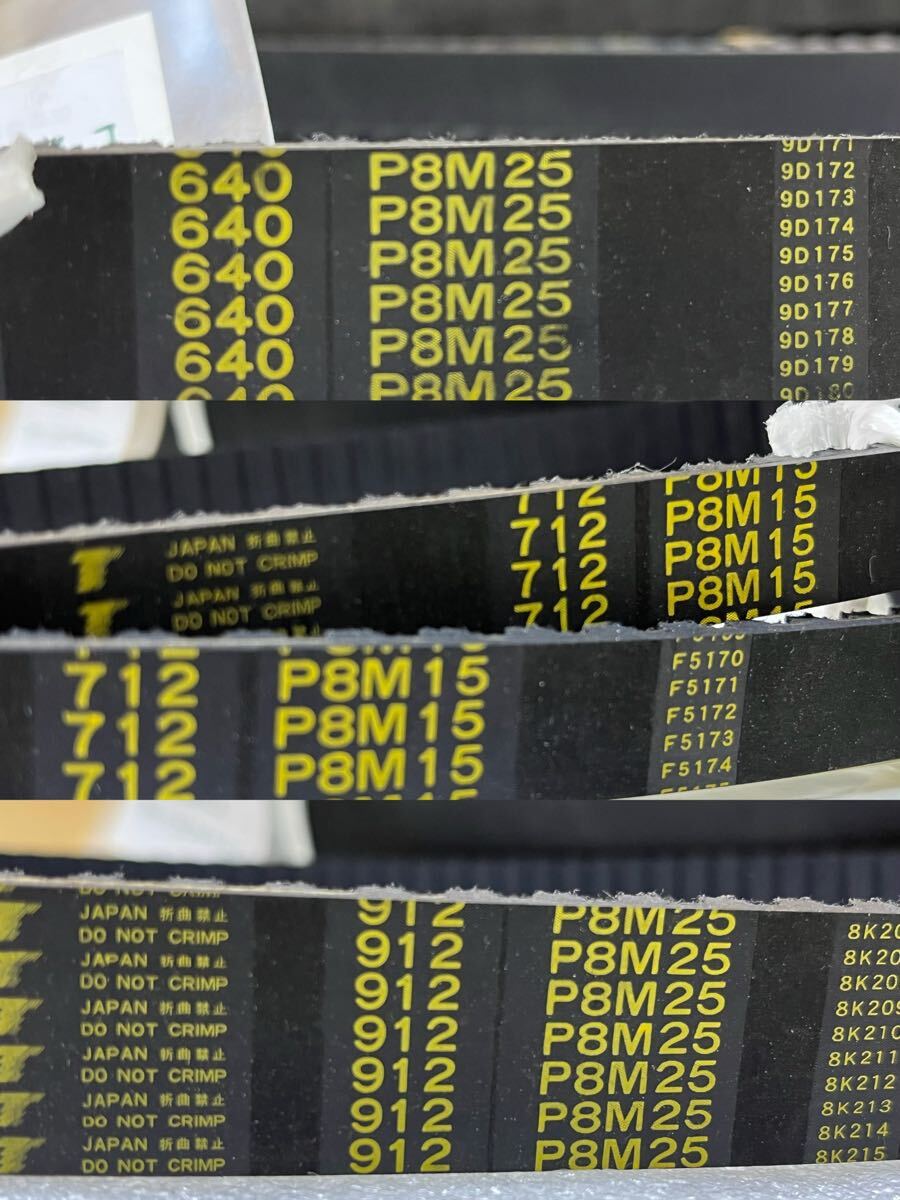 9D171
640 P8M25 9D172
640 P8M25 9D173
640 P8M25 9D174
640 P8M25 9D175
640 P8M25 9D176
640 P8M25 9D177
9D178
9D179
9D180
712 P8M15
JAPAN 折曲禁止 712 P8M15
DO NOT CRIMP
JAPAN 折曲禁止 712 P8M15
DO NOT CRIMP
712 P8M15
712 P8M15 F5170
712 P8M15 F5171
712 P8M15 F5172
F5173
F5174
DO NOT CRIMP
JAPAN 折曲禁止 912 P8M25
DO NOT CRIMP
JAPAN 折曲禁止 912 P8M25
DO NOT CRIMP
JAPAN 折曲禁止 912 P8M25 8K209
DO NOT CRIMP
JAPAN 折曲禁止 912 P8M25 8K210
DO NOT CRIMP
JAPAN 折曲禁止 912 P8M25 8K211
DO NOT CRIMP 8K212
JAPAN 折曲禁止 912 P8M25 8K213
DO NOT CRIMP 8K214
912 P8M25 8K215